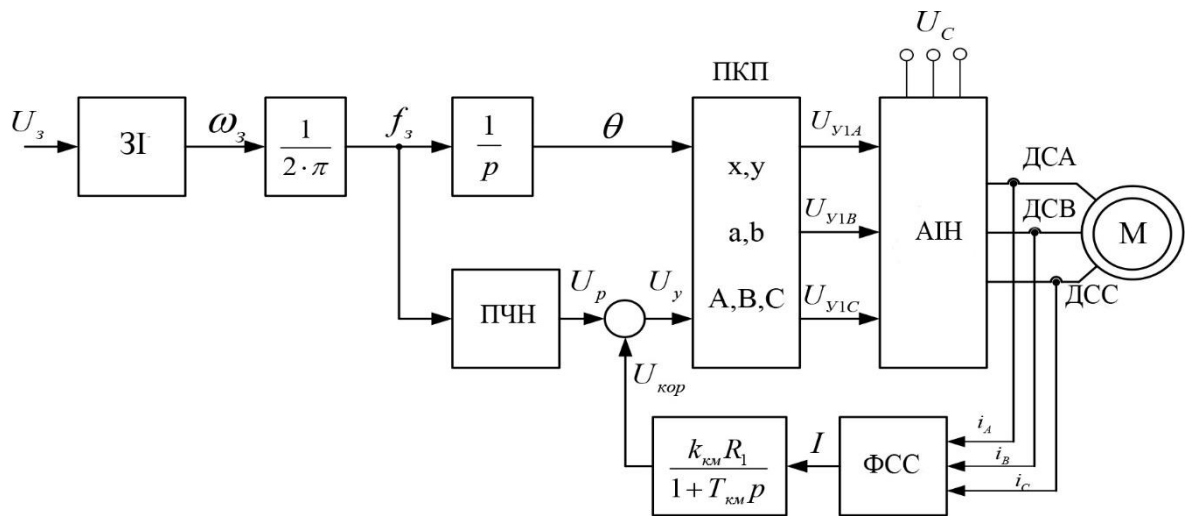 U_C
ПКП
U_з
ЗІ
ω_з
1
2·π
f_з
1
p
θ
x,y
a,b
A,B,C
U_У1A
U_У1B
U_У1C
АІН
ДСА
ДСВ
ДСС
М
ПЧН
U_p
U_y
U_кор
k_км R_1
1+T_км p
I
ФСС
i_A
i_B
i_C